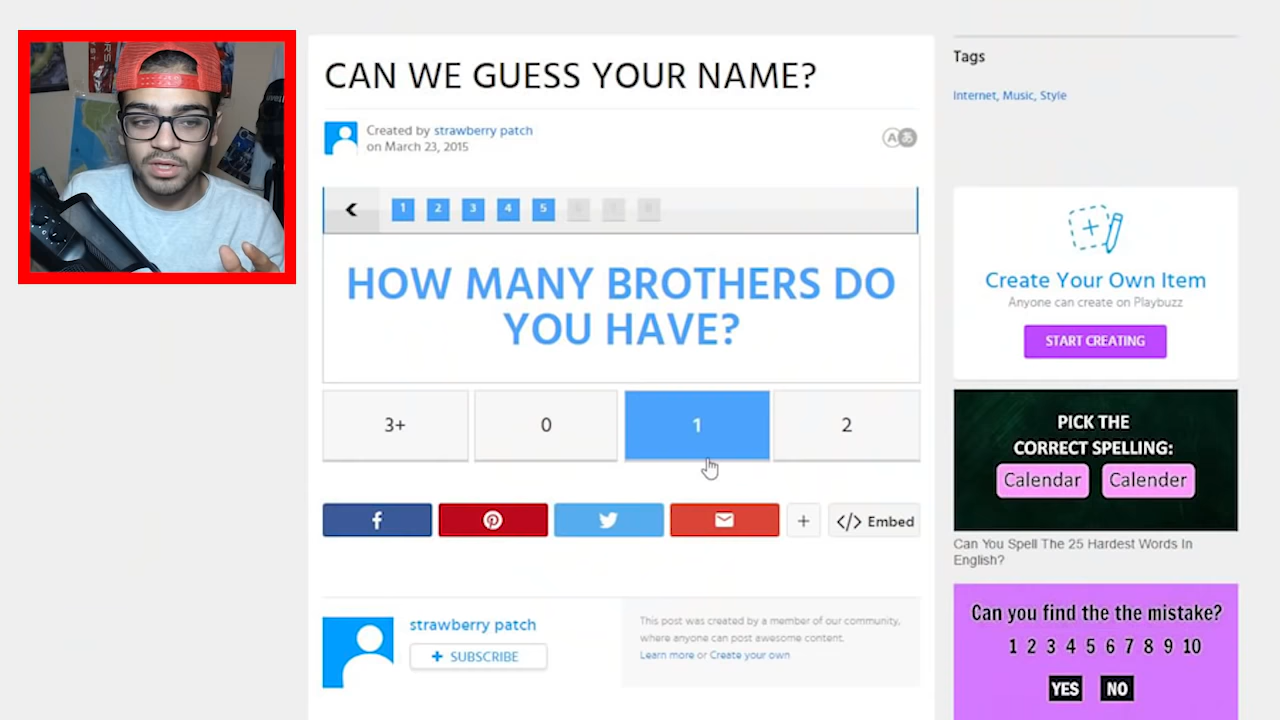 CAN WE GUESS YOUR NAME?
Created by strawberry patch
on March 23, 2015
1 2 3 4 5
HOW MANY BROTHERS DO
YOU HAVE?
3+
0
1
2
</> Embed
strawberry patch
+ SUBSCRIBE
This post was created by a member of our community,
where anyone can post awesome content.
Learn more or Create your own
Tags
Internet, Music, Style
Create Your Own Item
Anyone can create on Playbuzz
START CREATING
PICK THE
CORRECT SPELLING:
Calendar Calender
Can You Spell The 25 Hardest Words In
English?
Can you find the the mistake?
1 2 3 4 5 6 7 8 9 10
YES NO